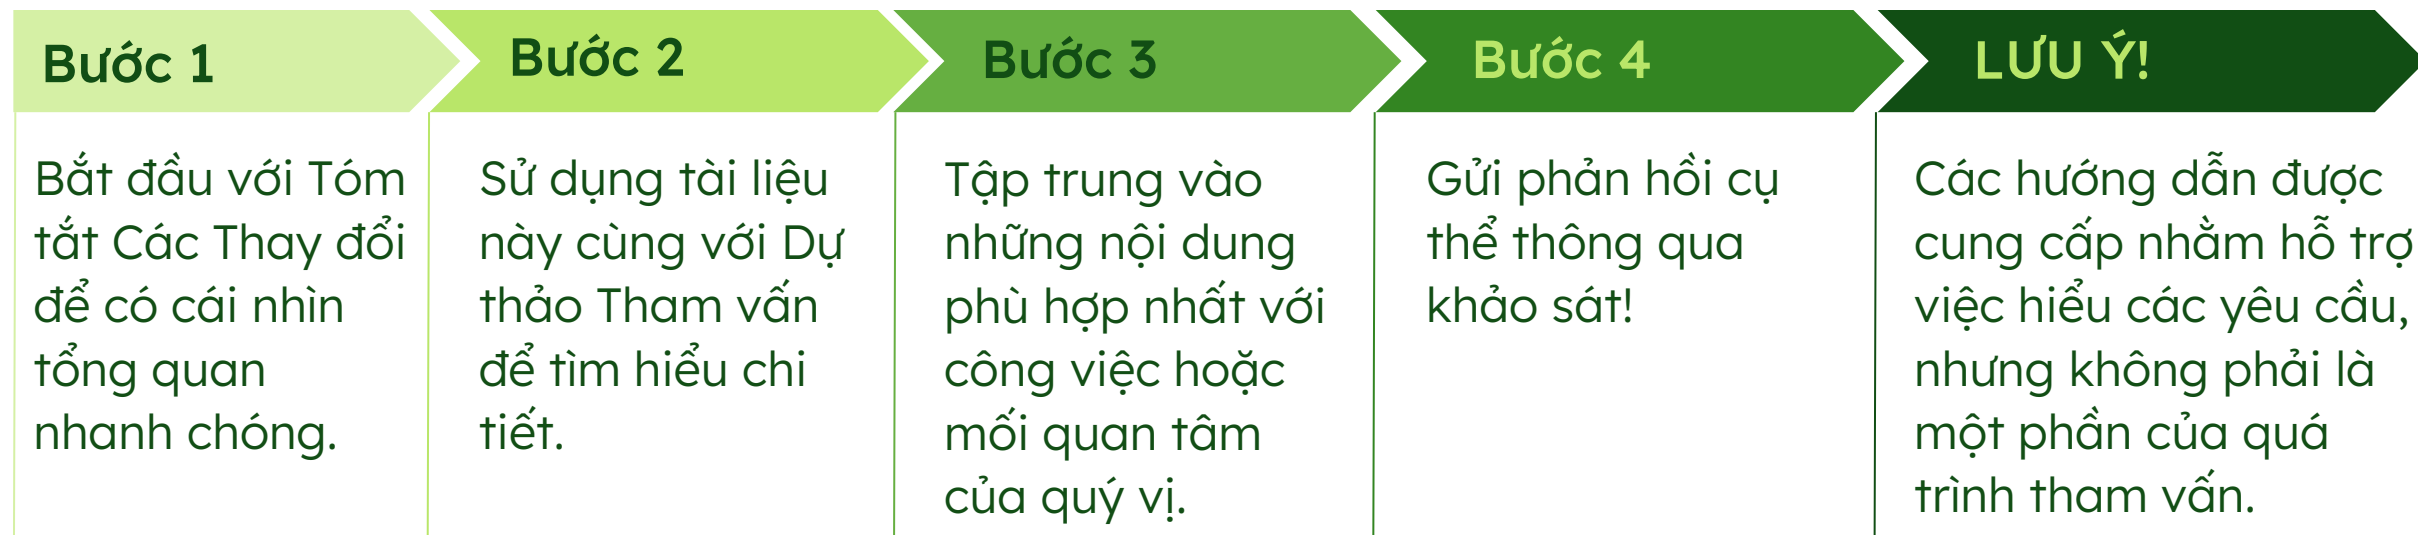 Bước 1
Bắt đầu với Tóm
tắt Các Thay đổi
để có cái nhìn
tổng quan
nhanh chóng.
Bước 2
Sử dụng tài liệu
này cùng với Dự
thảo Tham vấn
để tìm hiểu chi
tiết.
Bước 3
Tập trung vào
những nội dung
phù hợp nhất với
công việc hoặc
mối quan tâm
của quý vị.
Bước 4
Gửi phản hồi cụ
thể thông qua
khảo sát!
LƯU Ý!
Các hướng dẫn được
cung cấp nhằm hỗ trợ
việc hiểu các yêu cầu,
nhưng không phải là
một phần của quá
trình tham vấn.